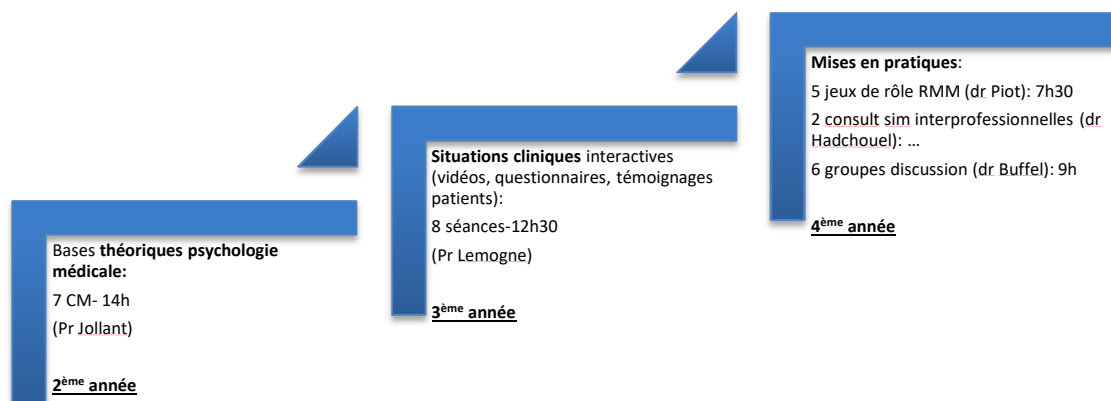 Bases théoriques psychologie
médicale:
7 CM- 14h
(Pr Jollant)
2ème année
Situations cliniques interactives
(vidéos, questionnaires, témoignages
patients):
8 séances-12h30
(Pr Lemogne)
3ème année
Mises en pratiques:
5 jeux de rôle RMM (dr Piot): 7h30
2 consult sim interprofessionnelles (dr
Hadchouel): ...
6 groupes discussion (dr Buffel): 9h
4ème année